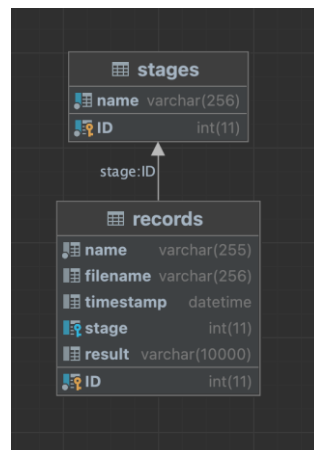 stages
name varchar(256)
ID int(11)
stage:ID
records
name varchar(255)
filename varchar(256)
timestamp datetime
stage int(11)
result varchar(10000)
ID int(11)